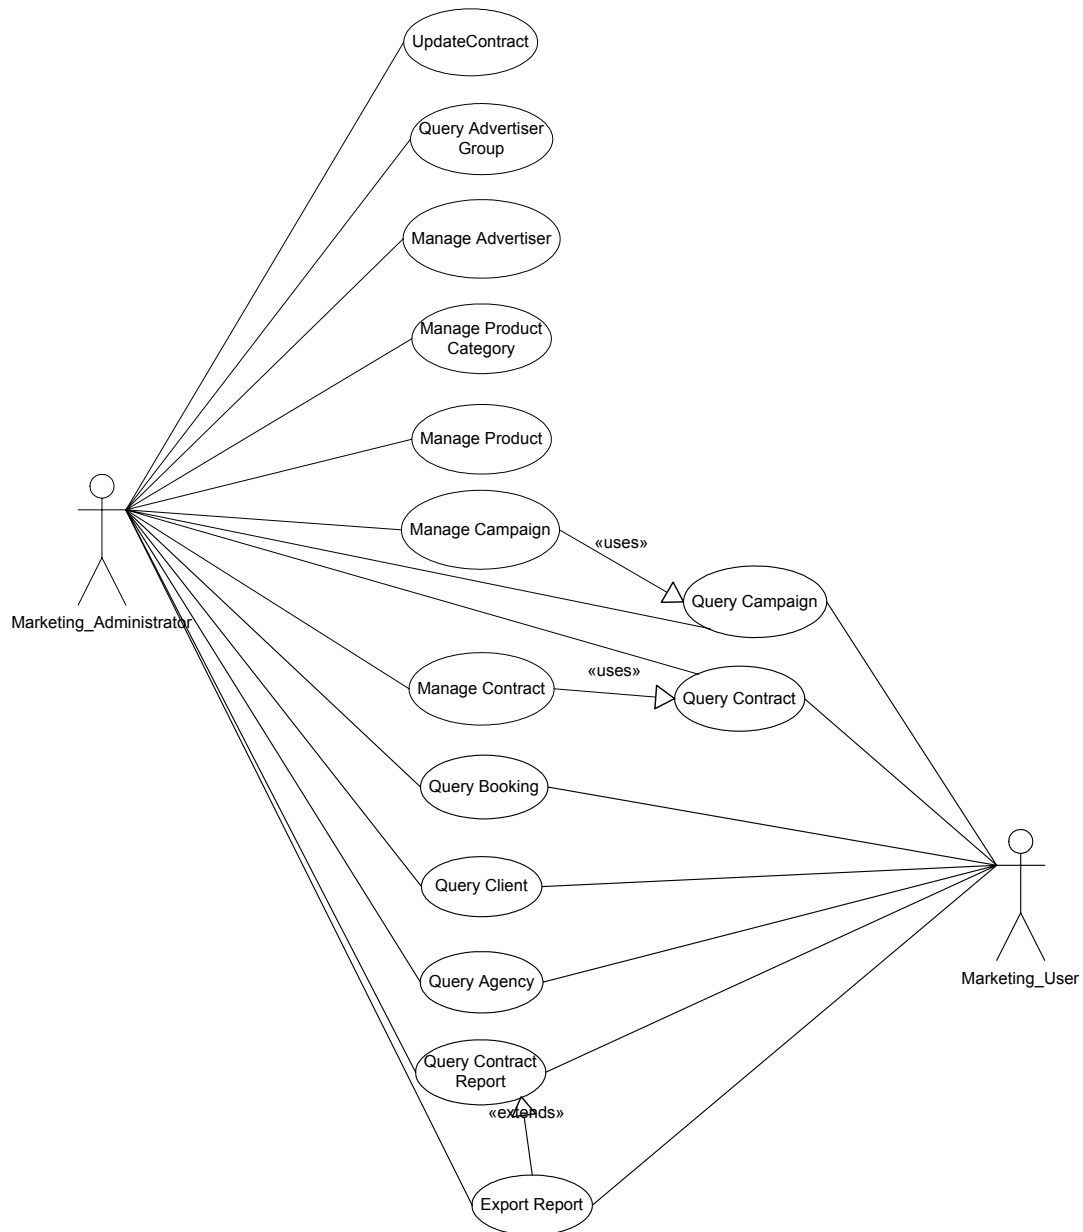 UpdateContract
Query Advertiser
Group
Manage Advertiser
Manage Product
Category
Manage Product
Manage Campaign
«uses»
Query Campaign
Marketing_Administrator
«uses»
Manage Contract
Query Contract
Query Booking
Query Client
Query Agency
Marketing_User
Query Contract
Report
«extends»
Export Report